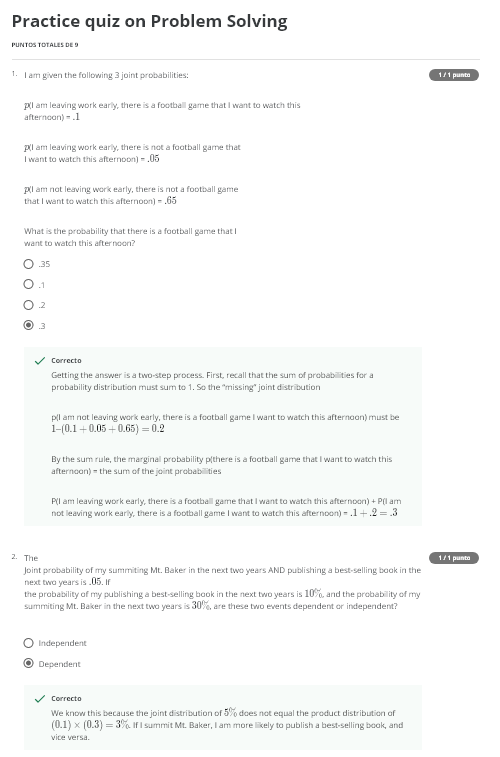 Practice quiz on Problem Solving
PUNTOS TOTALES DE 9
1. I am given the following 3 joint probabilities:
1 / 1 punto
p(I am leaving work early, there is a football game that I want to watch this
afternoon) = .1
p(I am leaving work early, there is not a football game that
I want to watch this afternoon) = .05
p(I am not leaving work early, there is not a football game
that I want to watch this afternoon) = .65
What is the probability that there is a football game that I
want to watch this afternoon?
.35
.1
.2
.3
Correcto
Getting the answer is a two-step process. First, recall that the sum of probabilities for a
probability distribution must sum to 1. So the “missing” joint distribution
p(I am not leaving work early, there is a football game I want to watch this afternoon) must be
1–(0.1 + 0.05 + 0.65) = 0.2
By the sum rule, the marginal probability p(there is a football game that I want to watch this
afternoon) = the sum of the joint probabilities
P(I am leaving work early, there is a football game that I want to watch this afternoon) + P(I am
not leaving work early, there is a football game I want to watch this afternoon) = .1 + .2 = .3
2. The
1 / 1 punto
Joint probability of my summiting Mt. Baker in the next two years AND publishing a best-selling book in the
next two years is .05. If
the probability of my publishing a best-selling book in the next two years is 10%, and the probability of my
summiting Mt. Baker in the next two years is 30%, are these two events dependent or independent?
Independent
Dependent
Correcto
We know this because the joint distribution of 5% does not equal the product distribution of
(0.1) × (0.3) = 3%. If I summit Mt. Baker, I am more likely to publish a best-selling book, and
vice versa.